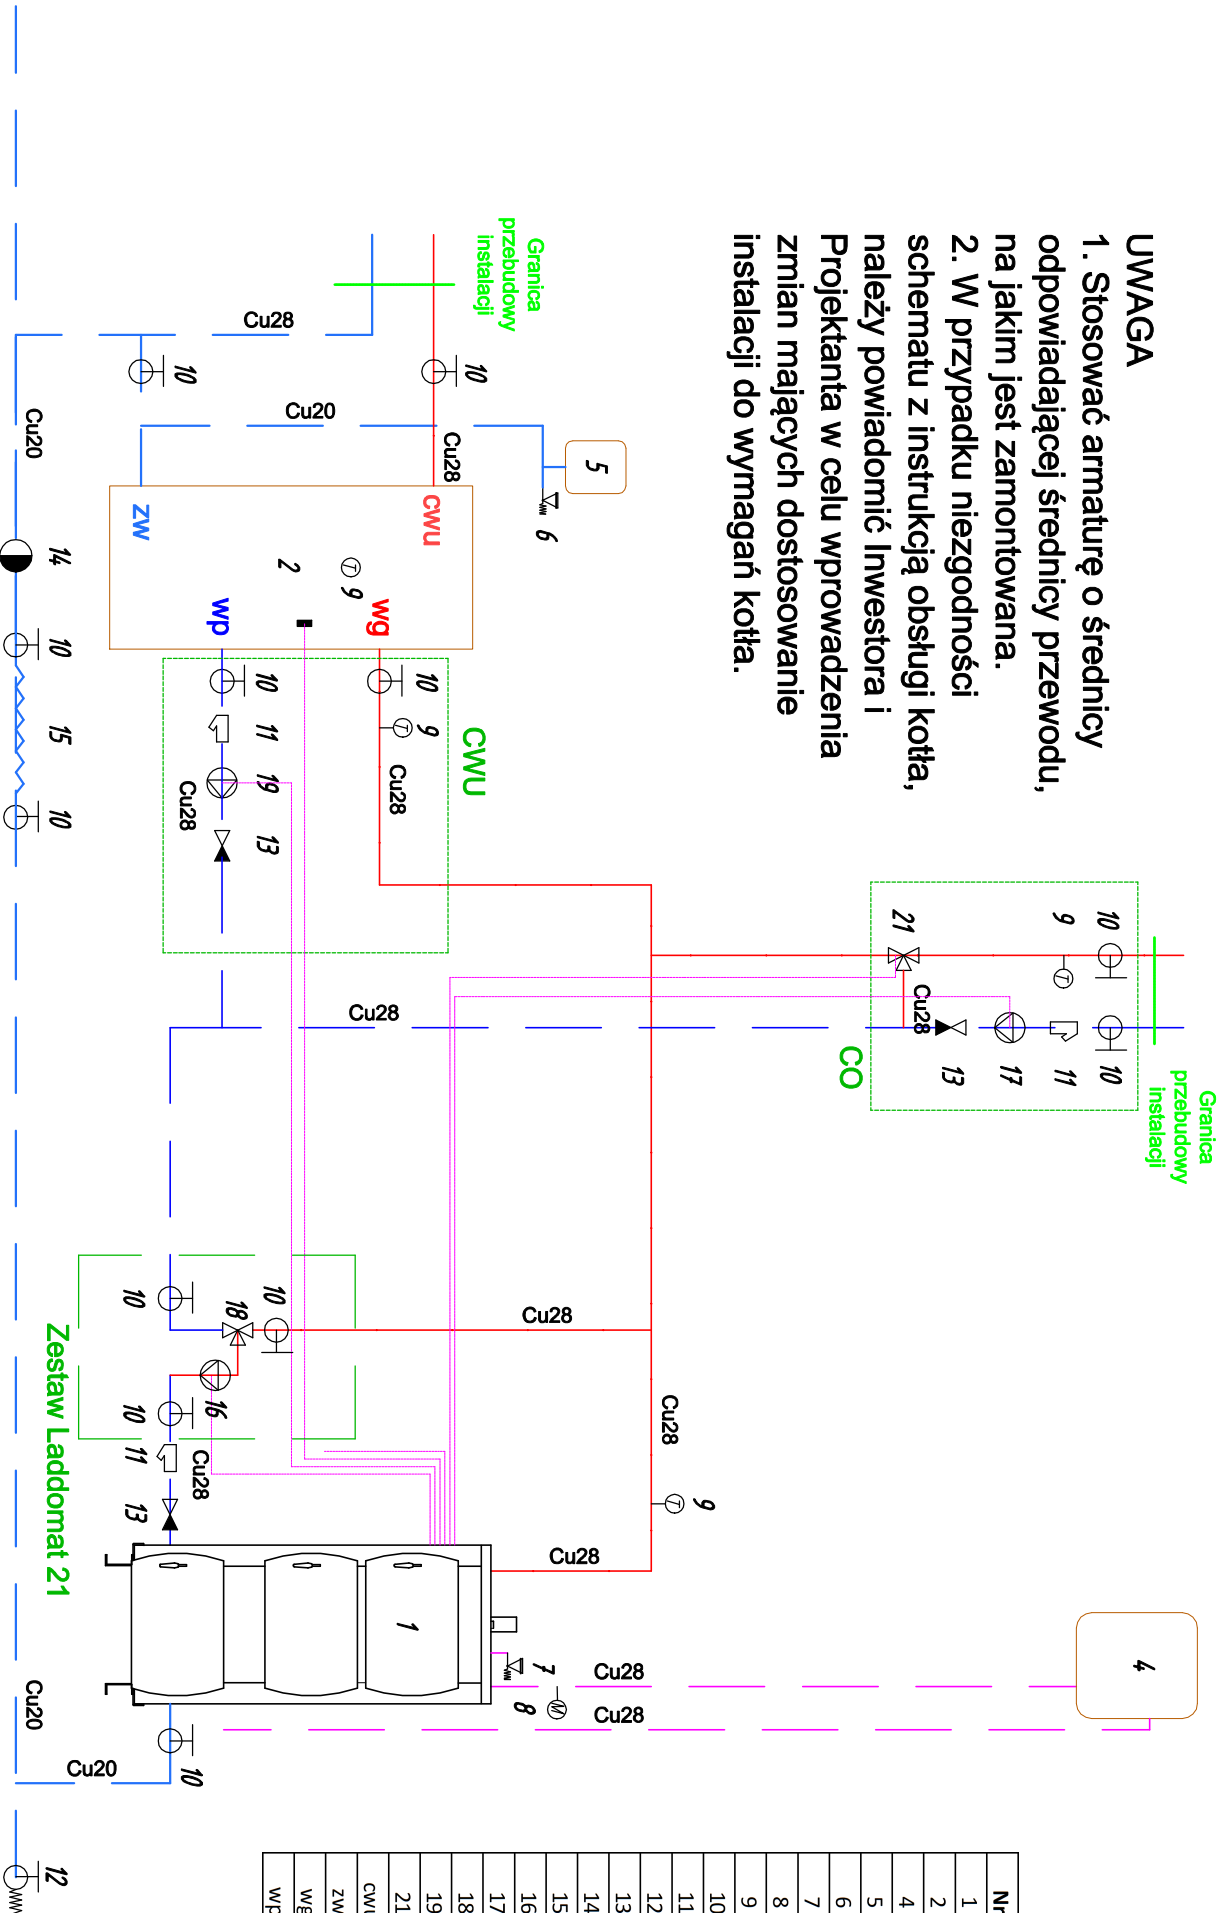 UWAGA
1. Stosować armaturę o średnicy
odpowiadającej średnicy przewodu,
na jakim jest zamontowana.
2. W przypadku niezgodności
schematu z instrukcją obsługi kotła,
należy powiadomić Inwestora i
Projektanta w celu wprowadzenia
zmian mających dostosowanie
instalacji do wymagań kotła.
Granica
przebudowy
instalacji
Granica
przebudowy
instalacji
10
9
21
Cu28
10
11
17
13
CO
4
5
6
10
Cu28
Cu28
10
Cu20
cwu
zw
9
2
wg
wp
CWU
10
9
Cu28
10
11
19
13
Cu28
Cu28
Cu28
Cu28
9
Cu28
Cu28
Cu28
7
8
1
10
18
10
16
10
11
Cu28
13
Zestaw Laddomat 21
10
Cu20
Cu20
14
10
15
10
Cu20
12
Nr
1
2
4
5
6
7
8
9
10
11
12
13
14
15
16
17
18
19
21
cwu
zw
wg
wp